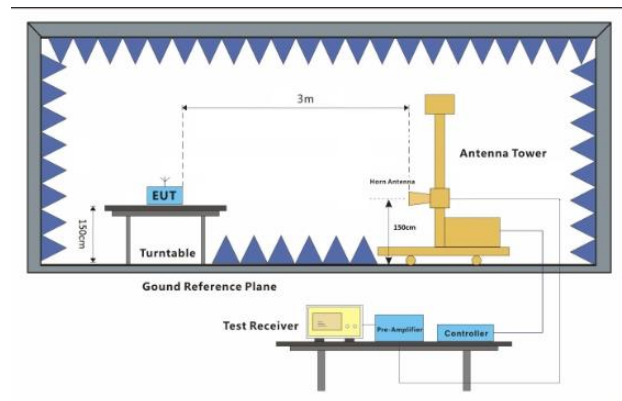 3m
Antenna Tower
Horn Antenna
EUT
150cm
150cm
Turntable
Gound Reference Plane
Test Receiver
Pre-Amplifier
Controller